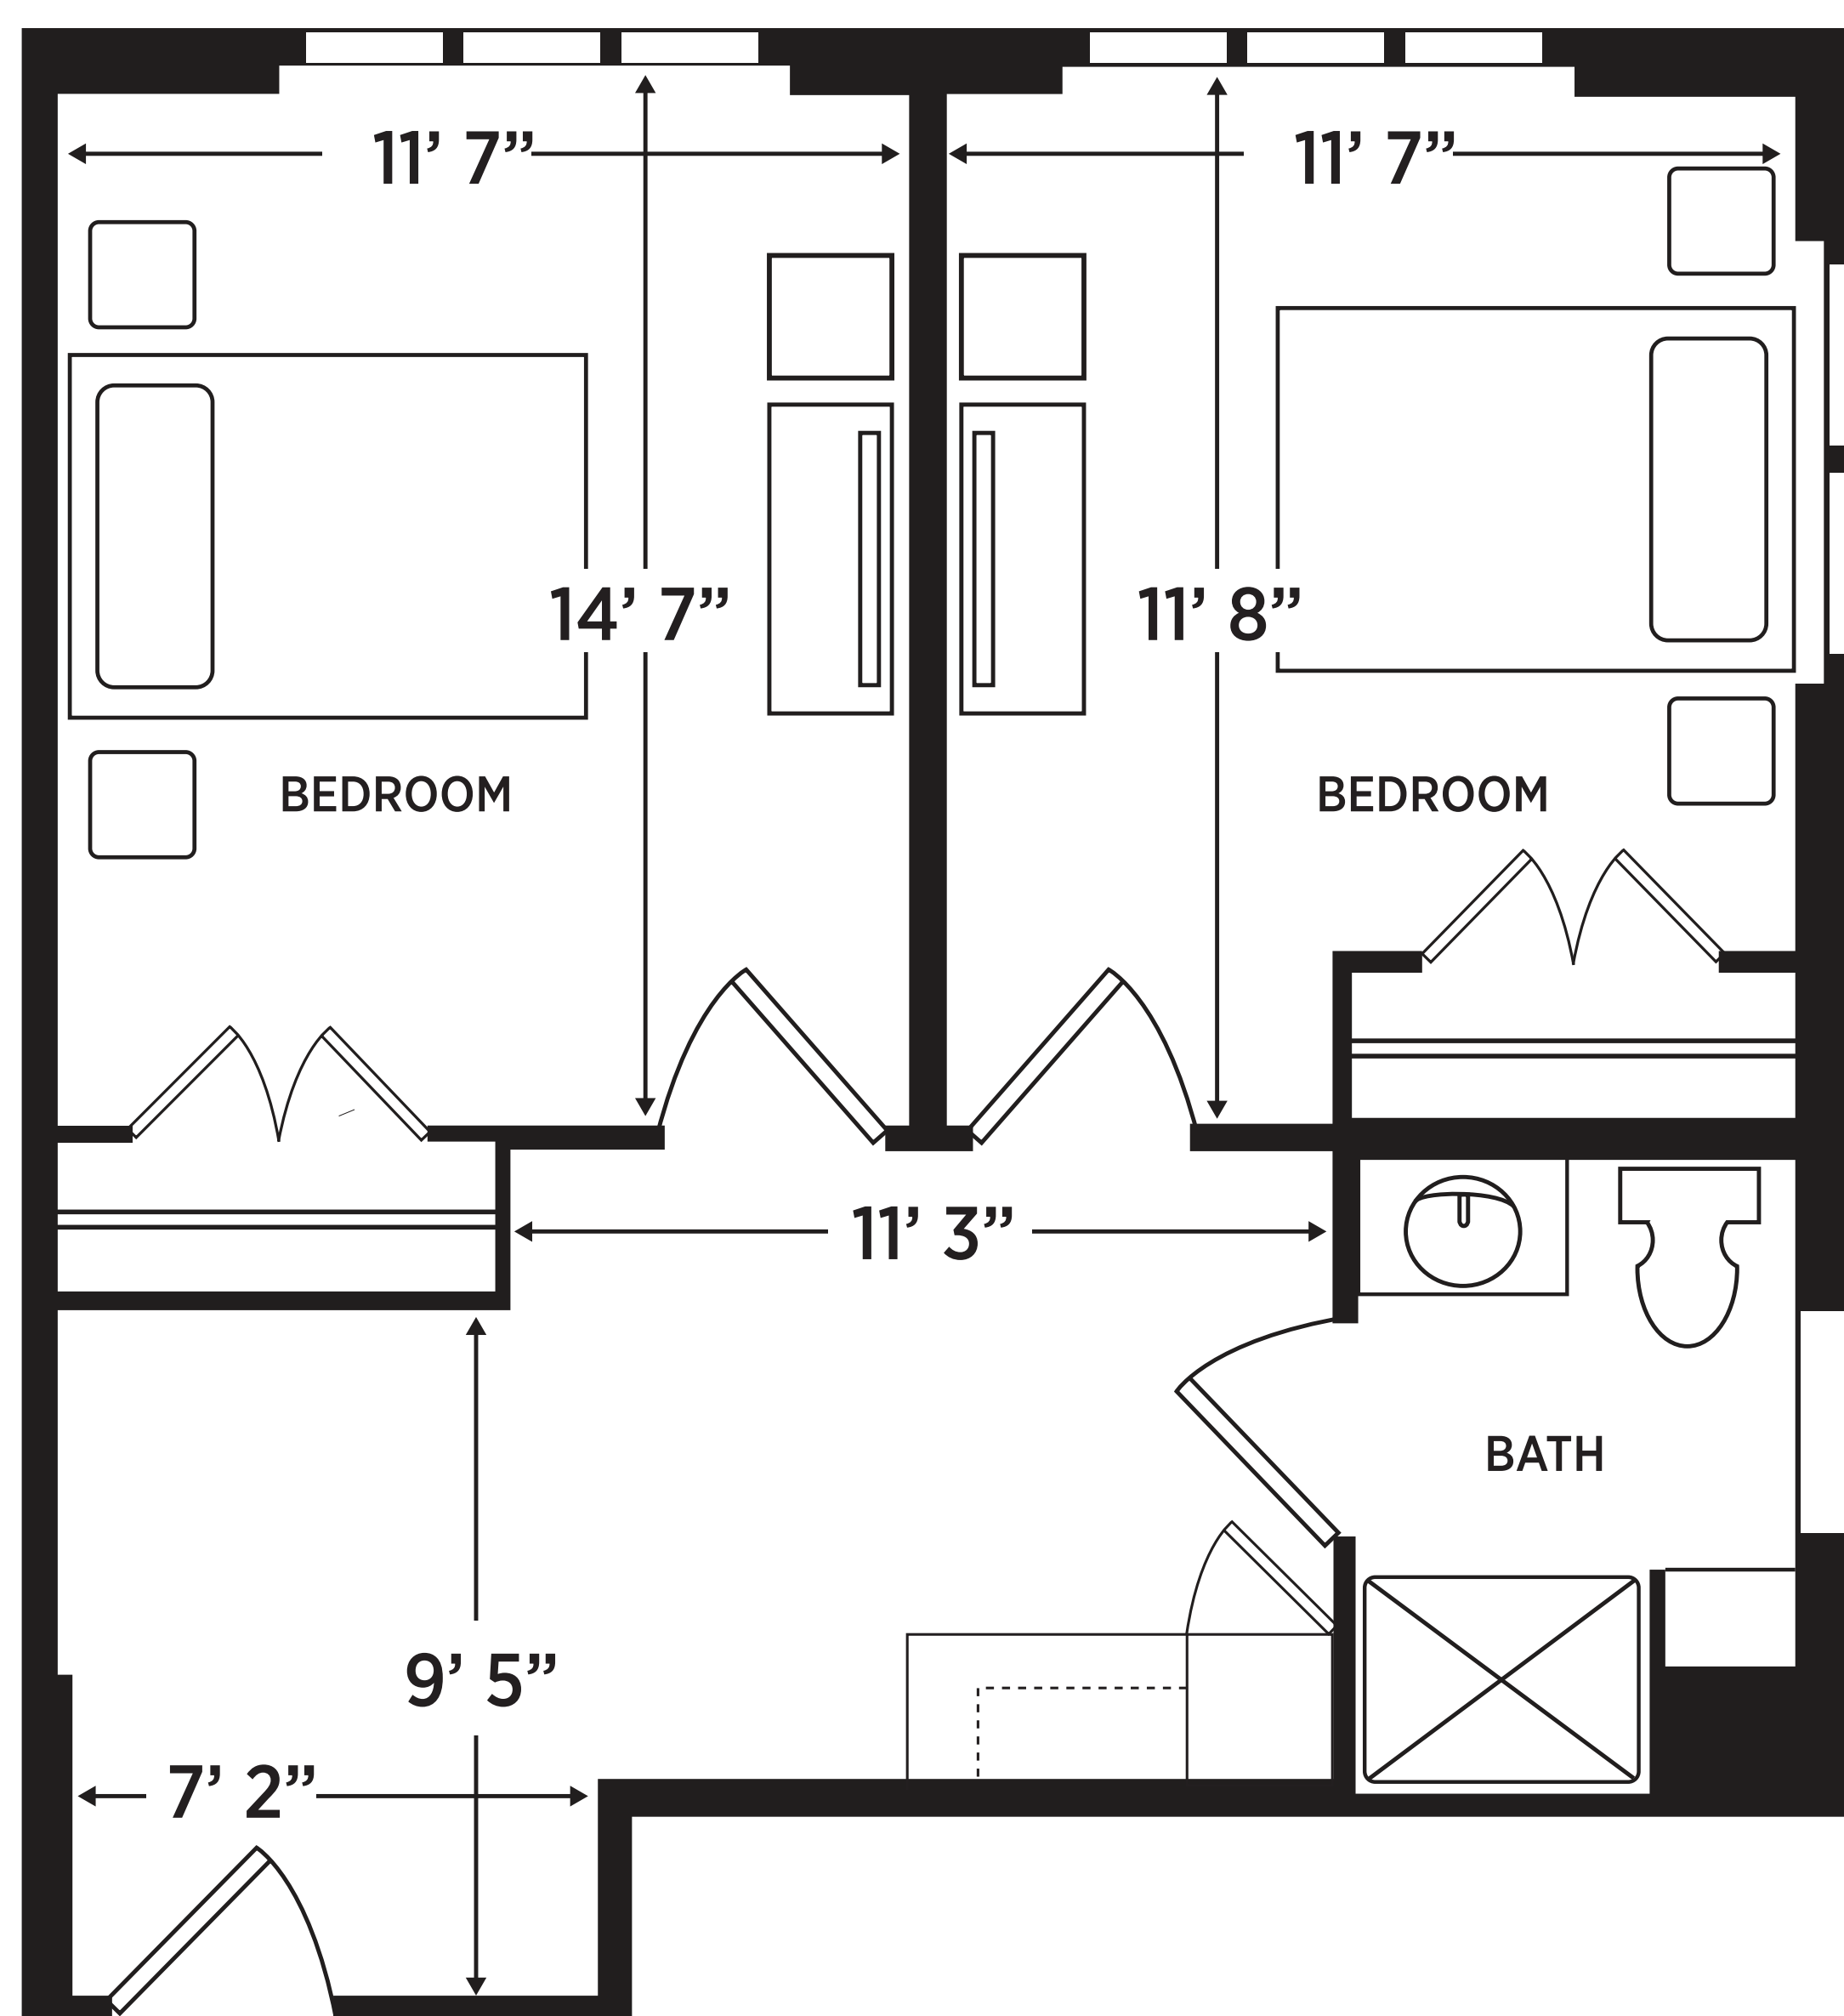 11’ 7”
11’ 7”
14’ 7”
11’ 8”
BEDROOM
BEDROOM
11’ 3”
BATH
9’ 5”
7’ 2”